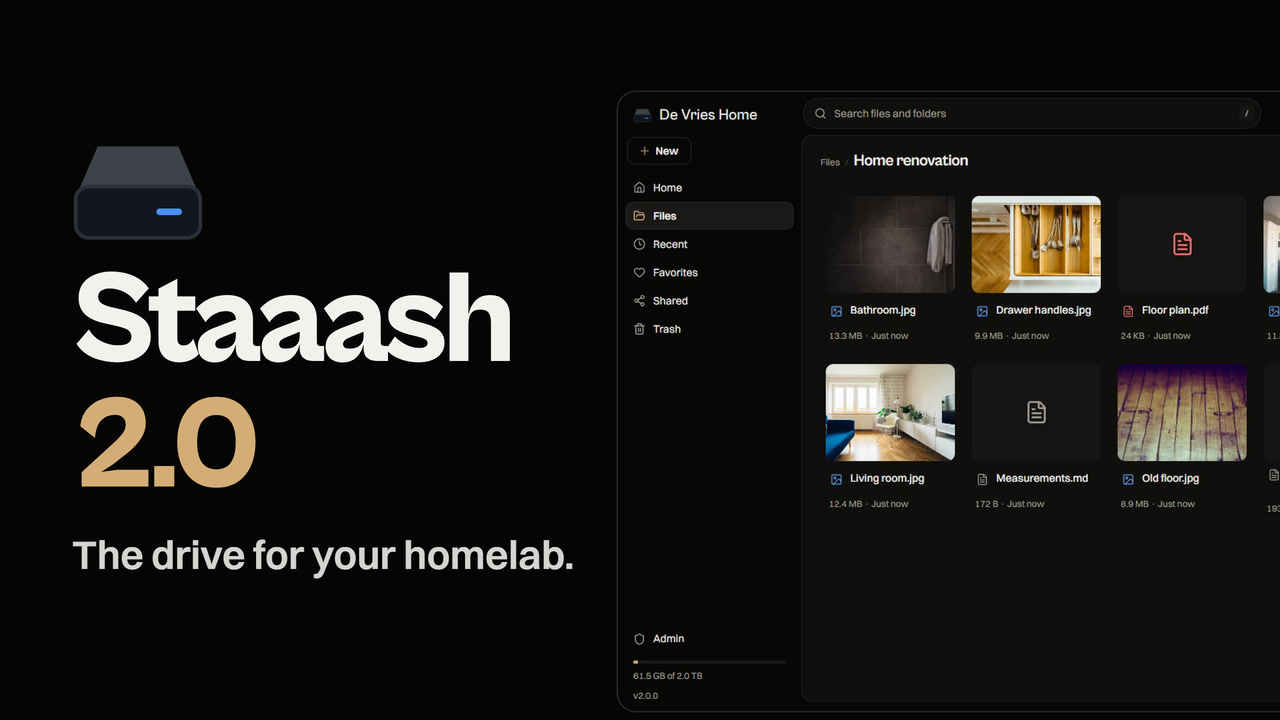 Staaash
2.0
The drive for your homelab.
De Vries Home
Search files and folders
/
New
Home
Files
Recent
Favorites
Shared
Trash
Admin
61.5 GB of 2.0 TB
v2.0.0
Files / Home renovation
Bathroom.jpg
13.3 MB · Just now
Drawer handles.jpg
9.9 MB · Just now
Floor plan.pdf
24 KB · Just now
11.
Living room.jpg
12.4 MB · Just now
Measurements.md
172 B · Just now
Old floor.jpg
8.9 MB · Just now
193